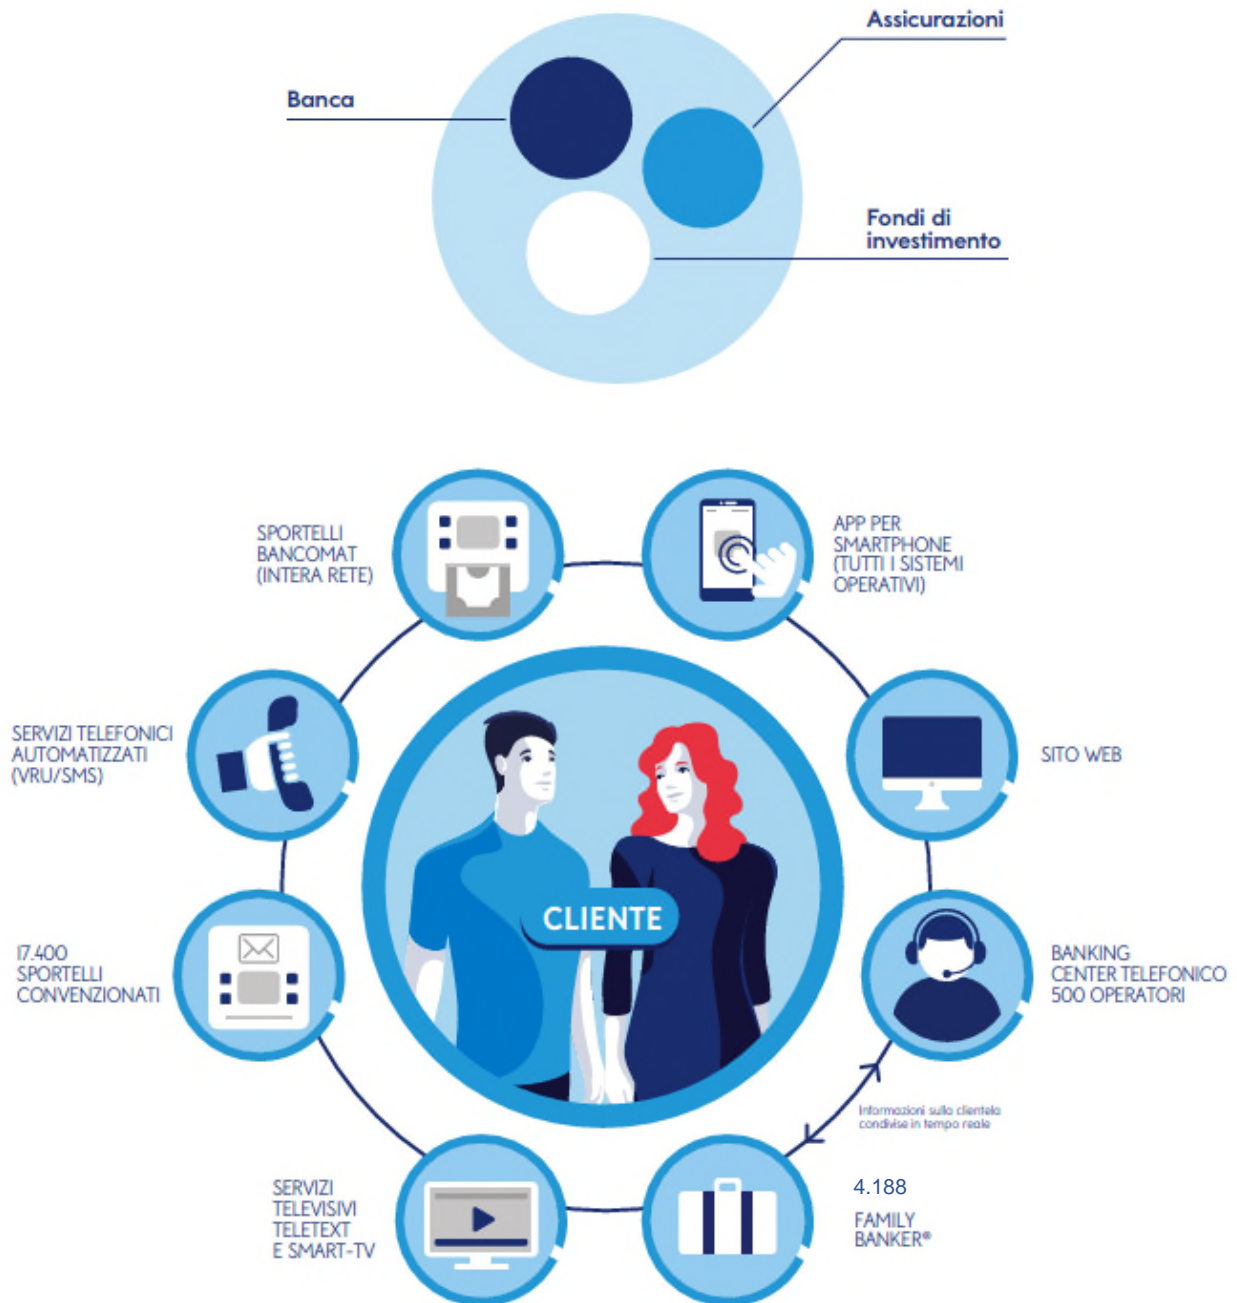 Assicurazioni
Banca
Fondi di
investimento
SPORTELLI
BANCOMAT
(INTERA RETE)
APP PER
SMARTPHONE
(TUTTI I SISTEMI
OPERATIVI)
SERVIZI TELEFONICI
AUTOMATIZZATI
(VRU/SMS)
SITO WEB
CLIENTE
17.400
SPORTELLI
CONVENZIONATI
BANKING
CENTER TELEFONICO
500 OPERATORI
Informazioni sulla clientela
condivise in tempo reale
SERVIZI
TELEVISIVI
TELETEXT
E SMART-TV
4.188
FAMILY
BANKER®